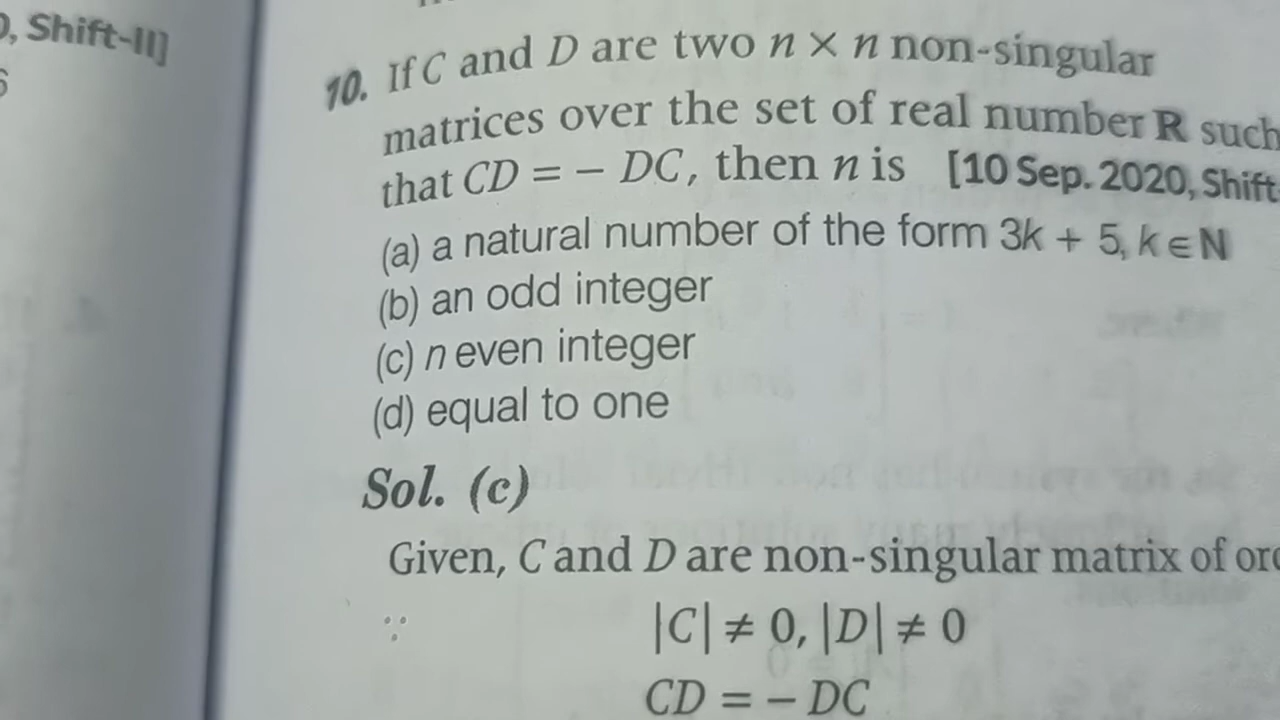 Shift-II]
10. If C and D are two n × n non-singular
matrices over the set of real number R such
that CD = – DC, then n is [10 Sep. 2020, Shift-
(a) a natural number of the form 3k + 5, k ∈ N
(b) an odd integer
(c) n even integer
(d) equal to one
Sol. (c)
Given, C and D are non-singular matrix of
∵ |C| ≠ 0, |D| ≠ 0
CD = – DC